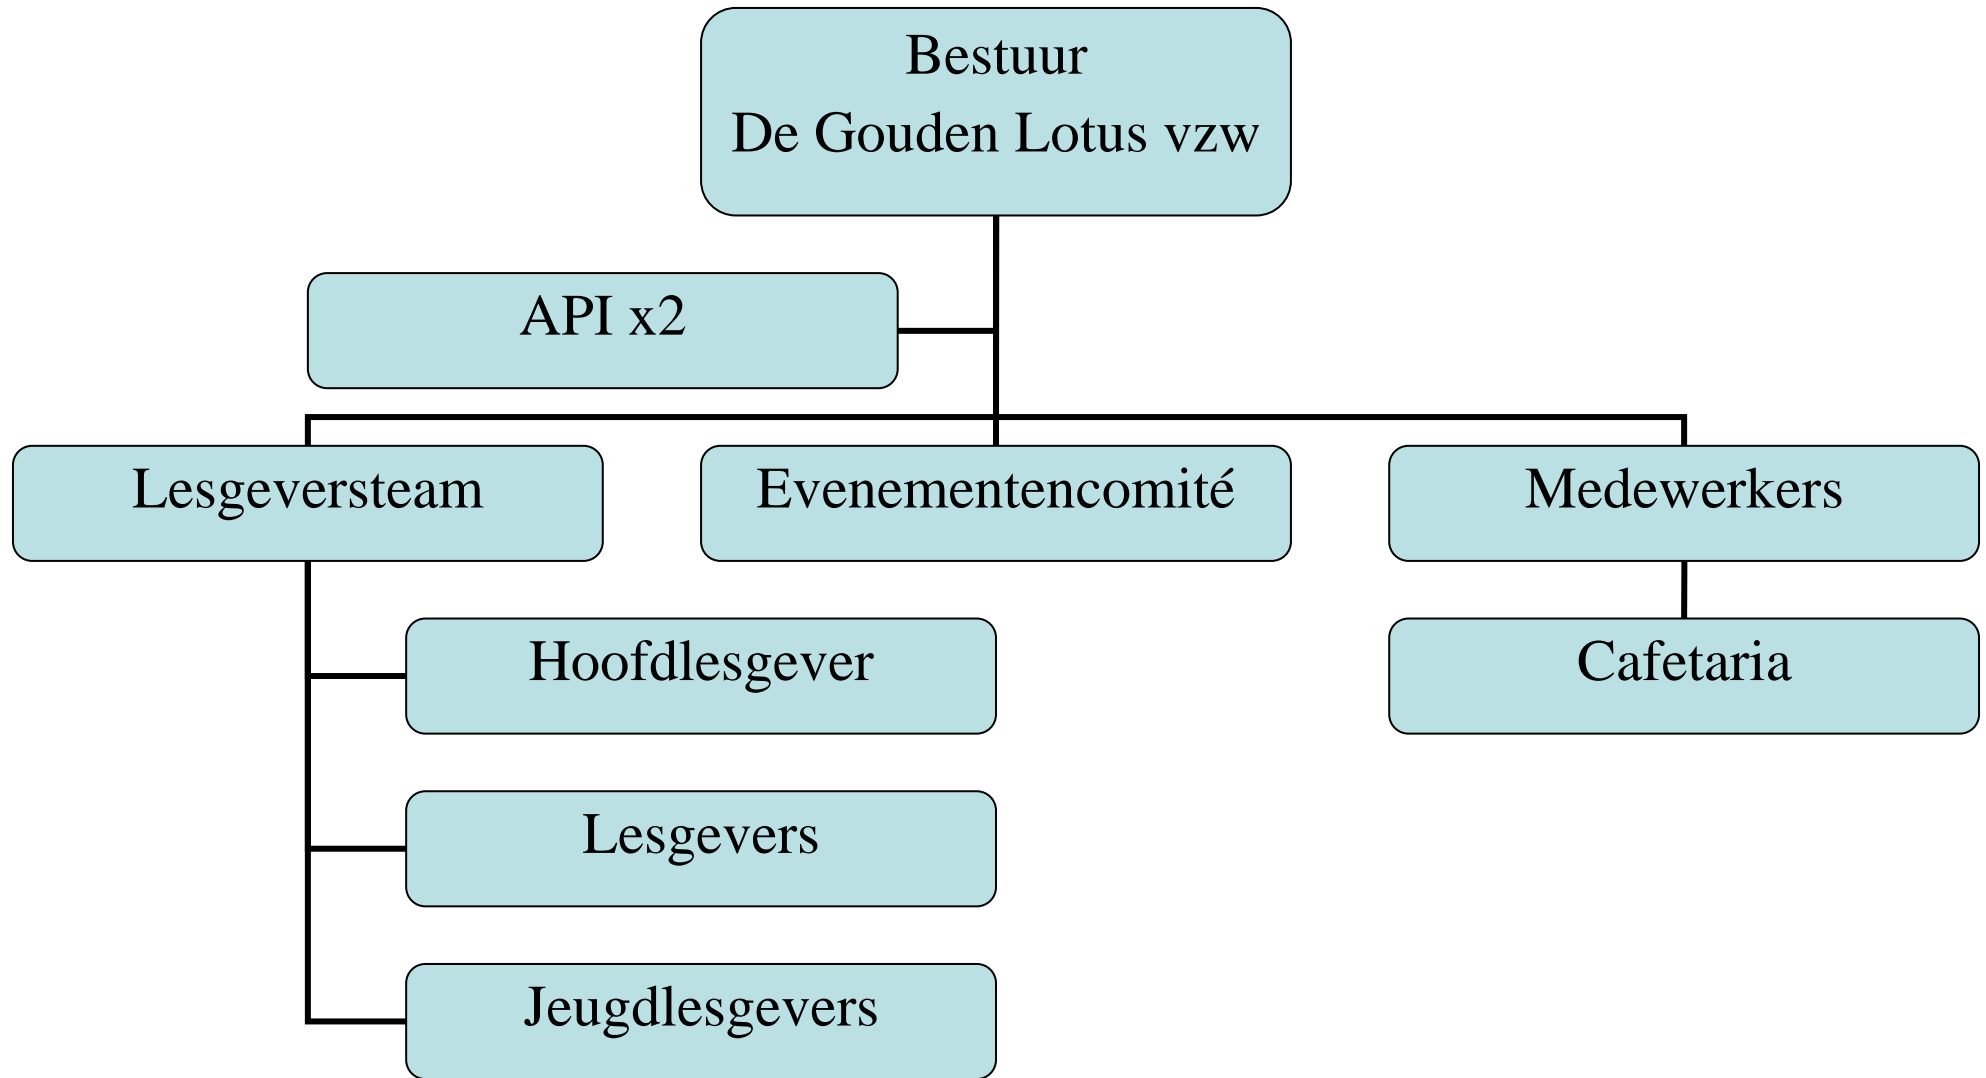 Bestuur
De Gouden Lotus vzw
API x2
Lesgeversteam
Evenementencomité
Medewerkers
Hoofdlesgever
Cafetaria
Lesgevers
Jeugdlesgevers